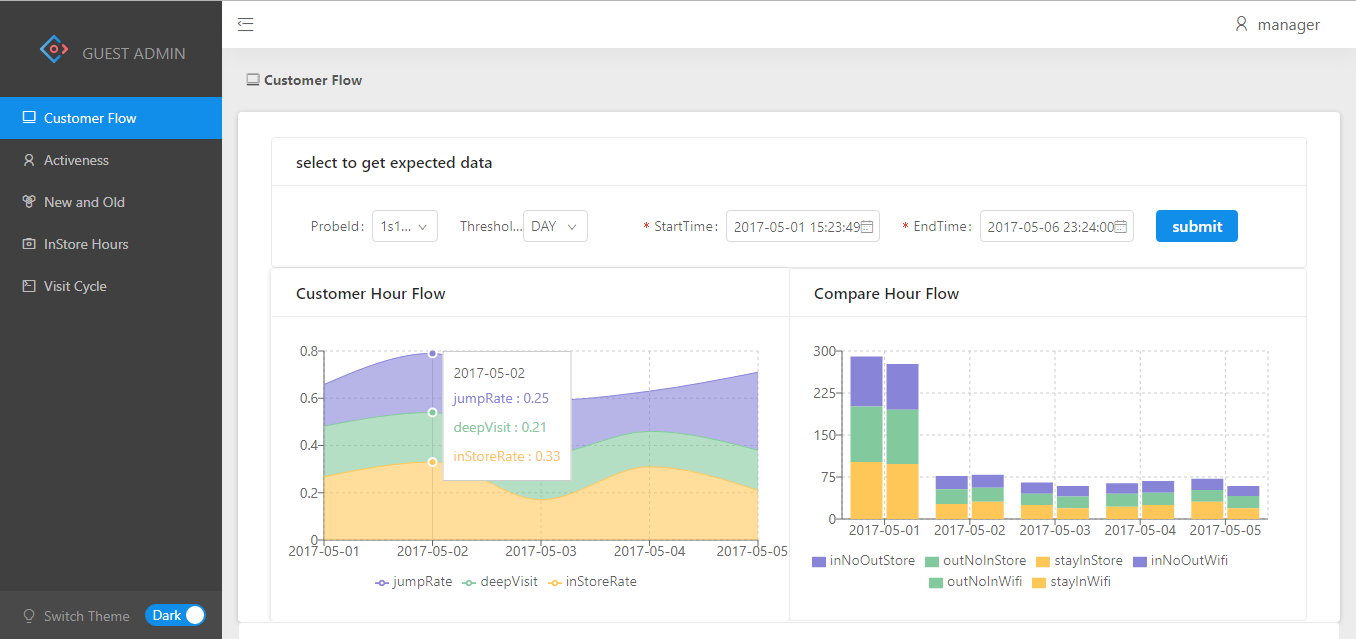 GUEST ADMIN
manager
Customer Flow
Customer Flow
Activeness
New and Old
InStore Hours
Visit Cycle
Switch Theme Dark
select to get expected data
ProbeId: 1s1... Threshol... DAY * StartTime: 2017-05-01 15:23:49 * EndTime: 2017-05-06 23:24:00 submit
Customer Hour Flow
0.8
0.6
0.4
0.2
0
2017-05-01 2017-05-02 2017-05-03 2017-05-04 2017-05-05
2017-05-02
jumpRate : 0.25
deepVisit : 0.21
inStoreRate : 0.33
jumpRate deepVisit inStoreRate
Compare Hour Flow
300
225
150
75
0
2017-05-01 2017-05-02 2017-05-03 2017-05-04 2017-05-05
inNoOutStore outNoInStore stayInStore inNoOutWifi
outNoInWifi stayInWifi